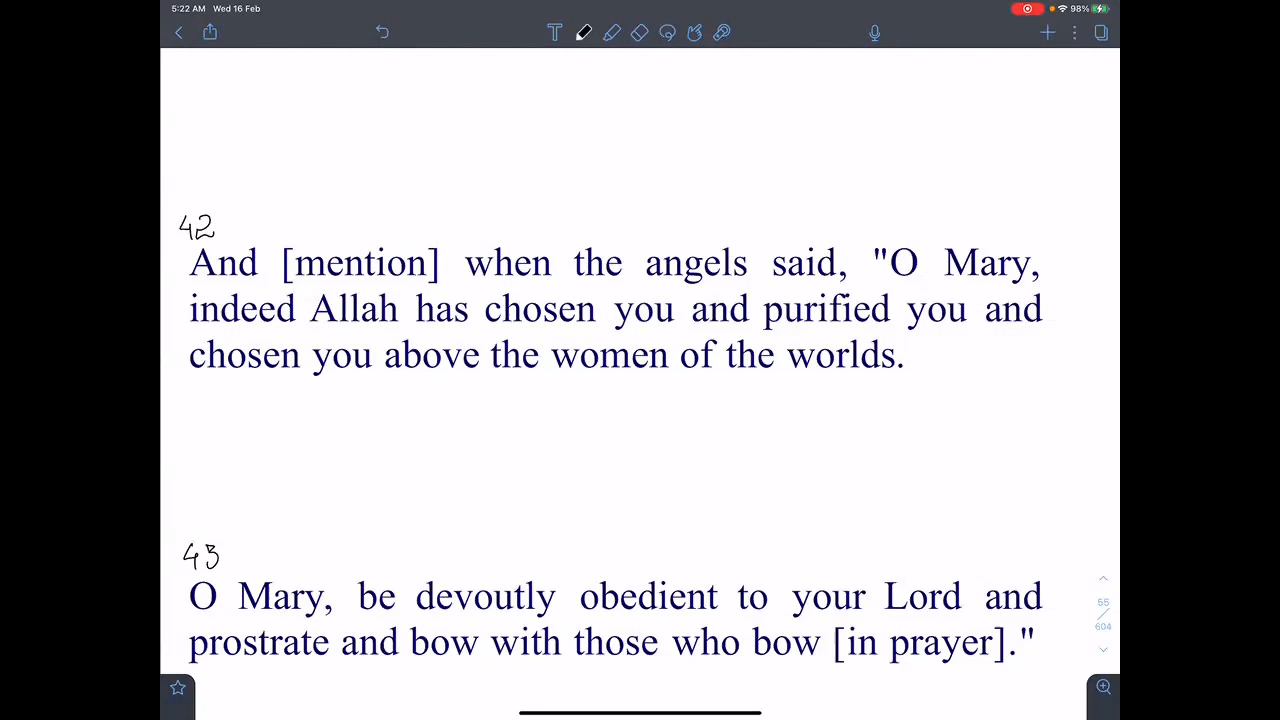 5:22 AM Wed 16 Feb
98%
T
42
And [mention] when the angels said, "O Mary,
indeed Allah has chosen you and purified you and
chosen you above the women of the worlds.
43
O Mary, be devoutly obedient to your Lord and
prostrate and bow with those who bow [in prayer]."
55
604